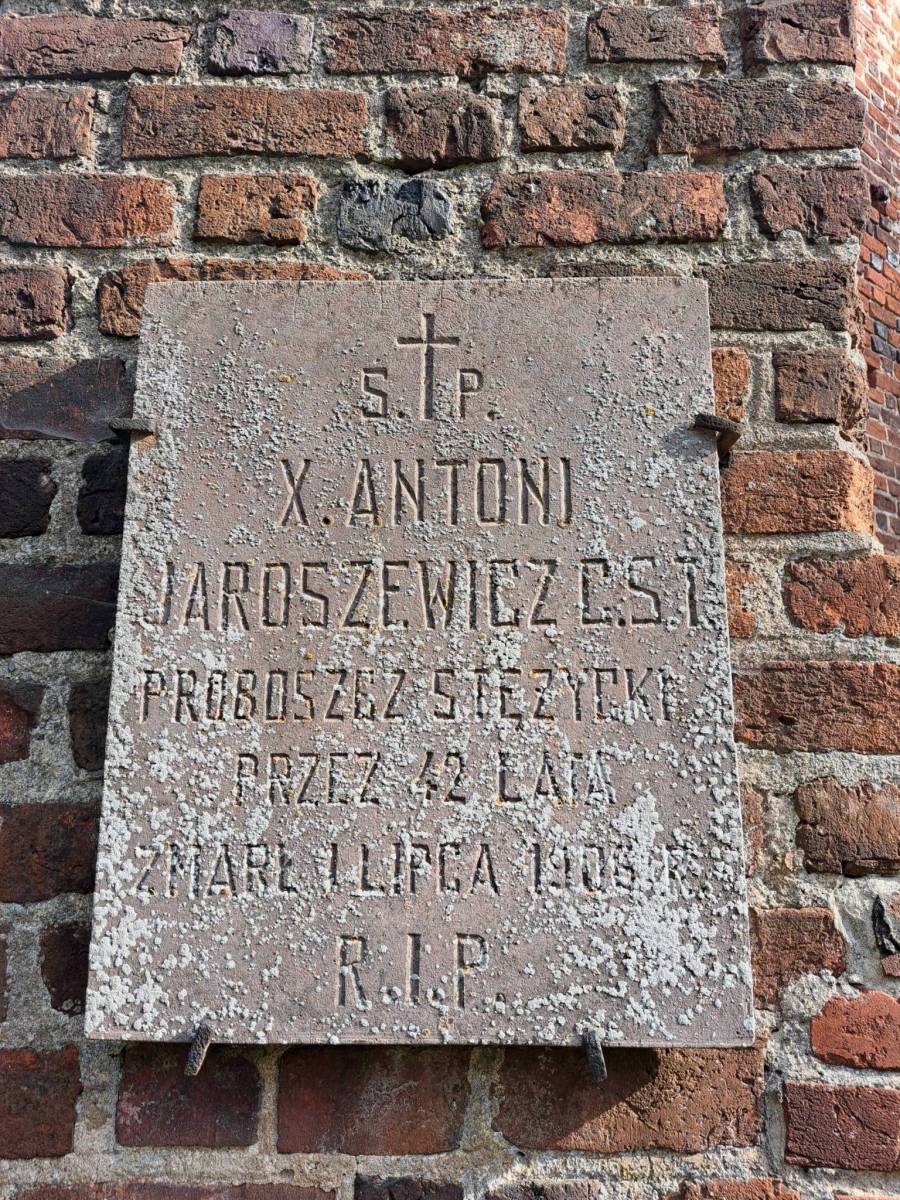 S. P.
X. ANTONI
JAROSZEWICZ C.S.T
PROBOSZCZ STĘŻYCKI
PRZEZ 42 LATA
ZMARŁ 1 LIPCA 1906 R.
R.I.P.